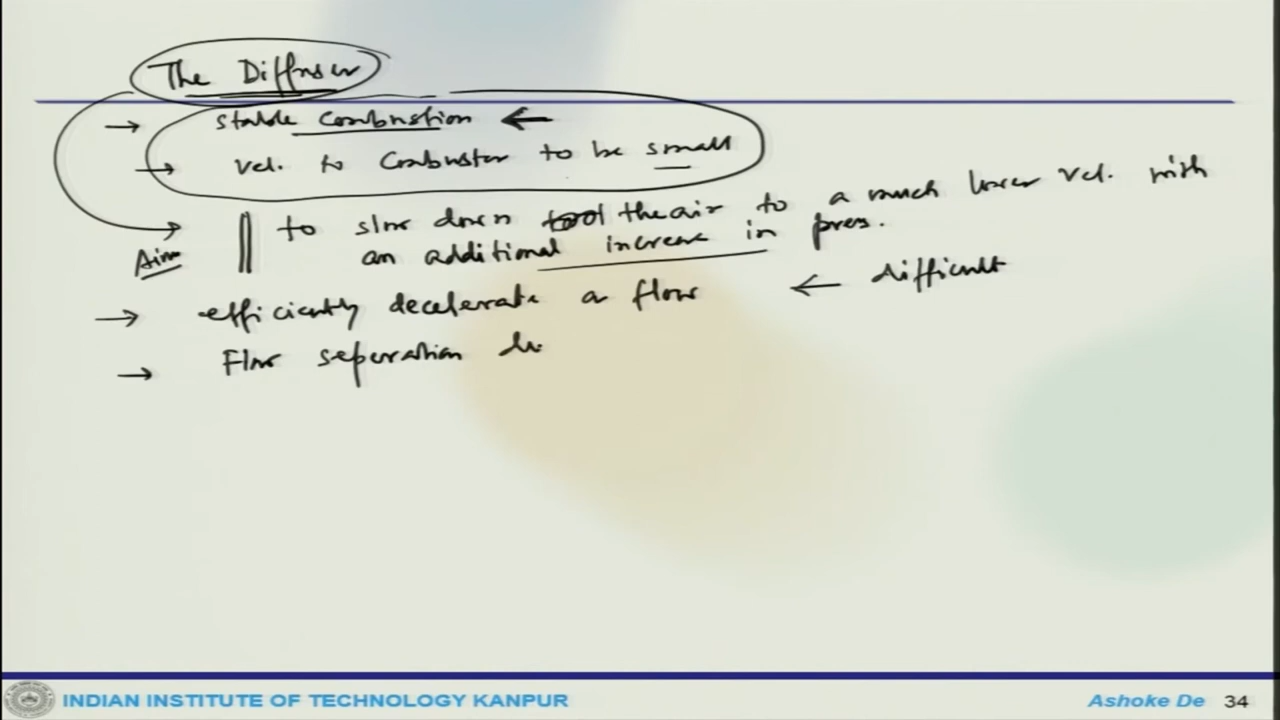 The Diffuser
→ stable combustion ←
→ vel. to combustor to be small
→ to slow down the air to a much lower vel. with
Aim an additional increase in press.
→ efficiently decelerate a flow ← difficult
→ Flow seperation
INDIAN INSTITUTE OF TECHNOLOGY KANPUR Ashoke De 34